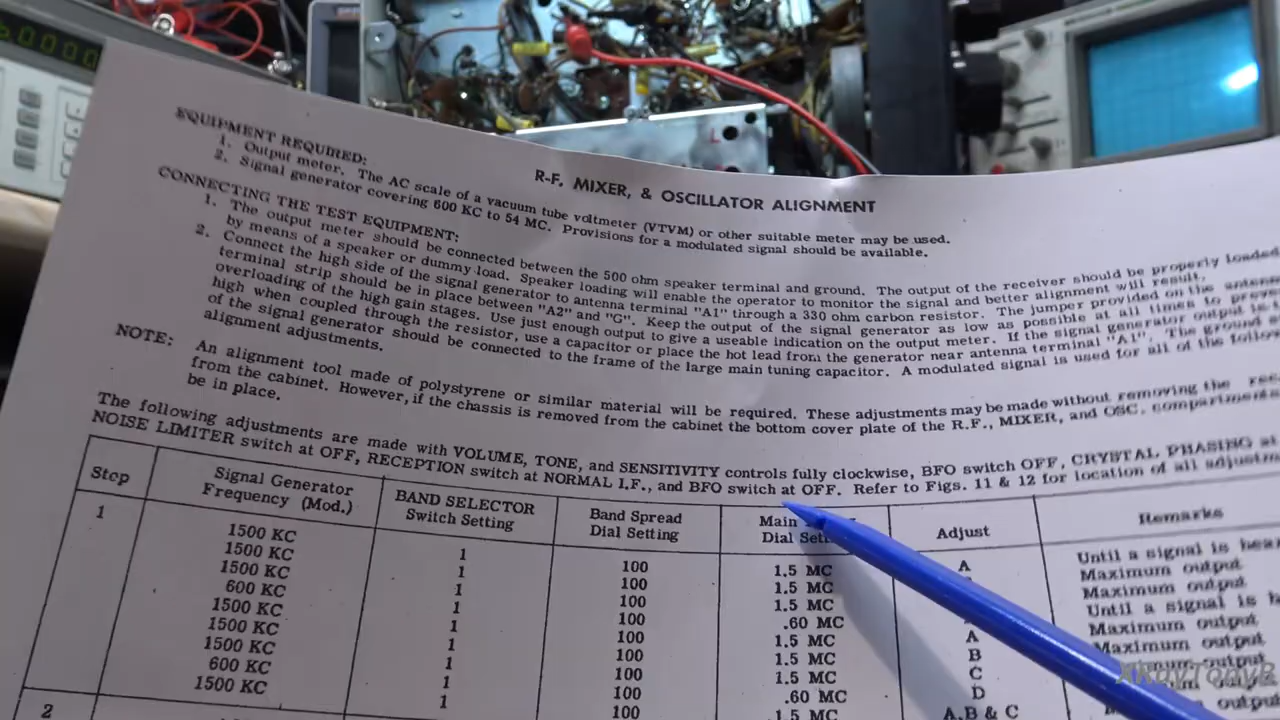 R-F, MIXER, & OSCILLATOR ALIGNMENT
EQUIPMENT REQUIRED:
1. Output meter. The AC scale of a vacuum tube voltmeter (VTVM) or other suitable meter may be used.
2. Signal generator covering 600 KC to 54 MC. Provisions for a modulated signal should be available.
CONNECTING THE TEST EQUIPMENT:
1. The output meter should be connected between the 500 ohm speaker terminal and ground. The output of the receiver should be properly loaded
by means of a speaker or dummy load. Speaker loading will enable the operator to monitor the signal and better alignment will result.
2. Connect the high side of the signal generator to antenna terminal "A1" through a 330 ohm carbon resistor. The jumper provided on the antenna
terminal strip should be in place between "A2" and "G". Keep the output of the signal generator as low as possible at all times to
overloading of the high gain stages. Use just enough output to give a useable indication on the output meter. If the signal generator output is
high when coupled through the resistor, use a capacitor or place the hot lead from the generator near antenna terminal "A1". The ground
of the signal generator should be connected to the frame of the large main tuning capacitor. A modulated signal is used for all of the
alignment adjustments.
NOTE: An alignment tool made of polystyrene or similar material will be required. These adjustments may be made without removing the
from the cabinet. However, if the chassis is removed from the cabinet the bottom cover plate of the R.F., MIXER, and OSC. compartments
be in place.
The following adjustments are made with VOLUME, TONE, and SENSITIVITY controls fully clockwise, BFO switch OFF, CRYSTAL PHASING
NOISE LIMITER switch at OFF, RECEPTION switch at NORMAL I.F., and BFO switch at OFF. Refer to Figs. 11 & 12 for location of all
Step Signal Generator Frequency (Mod.) BAND SELECTOR Switch Setting Band Spread Dial Setting Main Dial Adjust Remarks
1 1500 KC 1 100 1.5 MC A Until a signal is
1500 KC 1 100 1.5 MC Maximum output
1500 KC 1 100 1.5 MC Maximum output
600 KC 1 100 .60 MC Until a signal is
1500 KC 1 100 1.5 MC A Maximum output
1500 KC 1 100 1.5 MC B Maximum output
1500 KC 1 100 1.5 MC C output
600 KC 1 100 .60 MC D output
1500 KC 1 100 1.5 MC A,B & C output
2